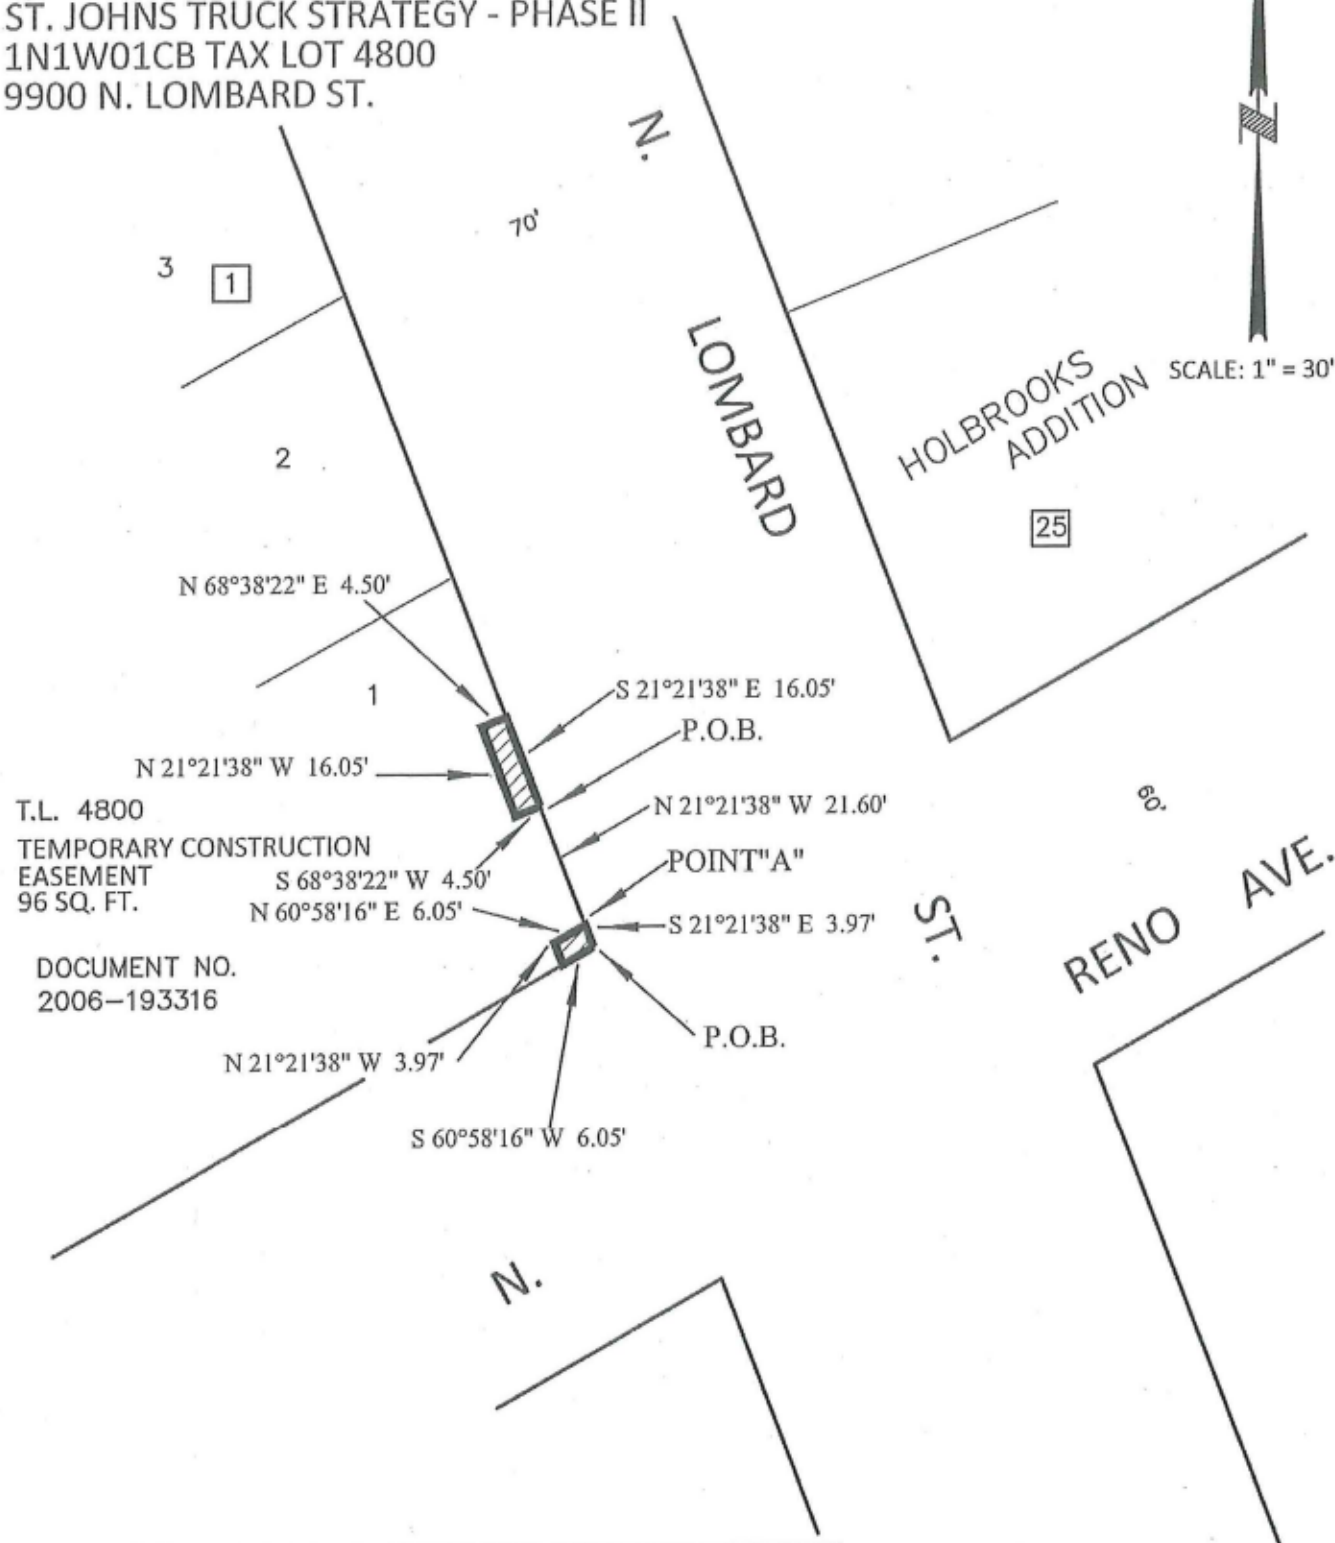 ST. JOHNS TRUCK STRATEGY - PHASE II
1N1W01CB TAX LOT 4800
9900 N. LOMBARD ST.
N.
70'
3
1
LOMBARD
SCALE: 1" = 30'
HOLBROOKS
ADDITION
2
25
N 68°38'22" E 4.50'
1
S 21°21'38" E 16.05'
P.O.B.
N 21°21'38" W 16.05'
N 21°21'38" W 21.60'
60'
T.L. 4800
TEMPORARY CONSTRUCTION
EASEMENT
96 SQ. FT.
S 68°38'22" W 4.50'
POINT"A"
N 60°58'16" E 6.05'
S 21°21'38" E 3.97'
ST.
RENO AVE.
DOCUMENT NO.
2006-193316
P.O.B.
N 21°21'38" W 3.97'
S 60°58'16" W 6.05'
N.